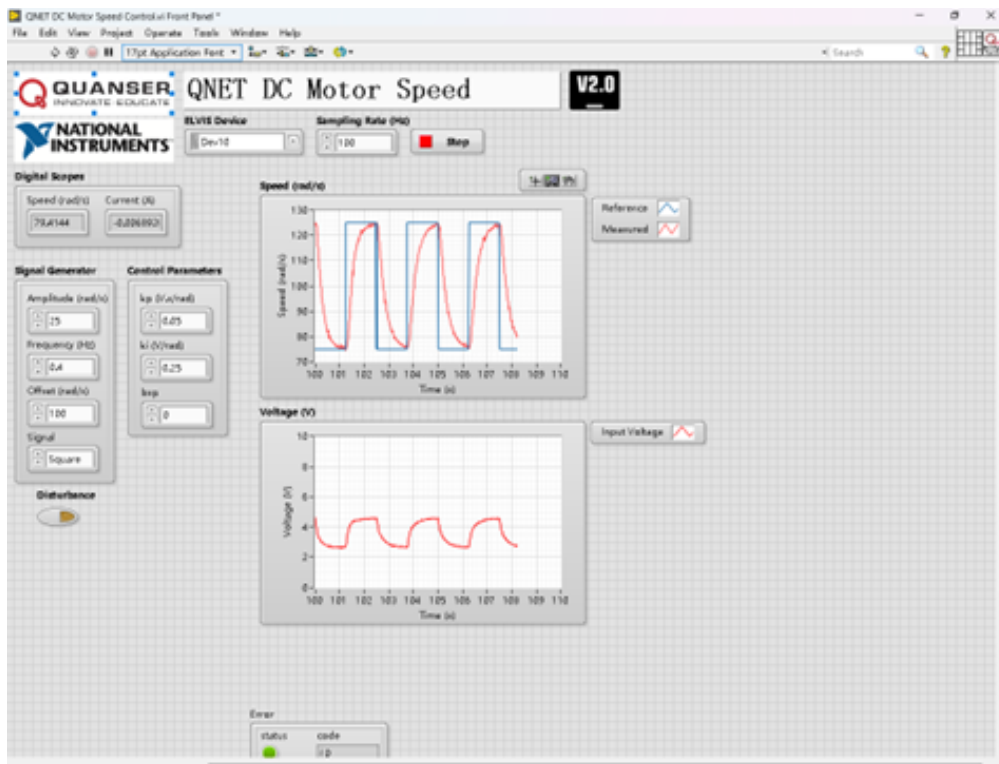 QNET DC Motor Speed Control.vi Front Panel *
File Edit View Project Operate Tools Window Help
17pt Application Font
Search
QUANSER
INNOVATE EDUCATE
QNET DC Motor Speed
V2.0
NATIONAL
INSTRUMENTS
ELVIS Device
Dev10
Sampling Rate (Hz)
100
Stop
Digital Scopes
Speed (rad/s) Current (A)
79.4144
Signal Generator
Amplitude (rad/s)
25
Frequency (Hz)
0.4
Offset (rad/s)
100
Signal
Square
Disturbance
Control Parameters
kp (V.s/rad)
0.05
ki (V/rad)
0.25
bsp
0
Speed (rad/s)
Reference
Measured
Speed (rad/s)
130
120
110
100
90
80
70
100 101 102 103 104 105 106 107 108 109 110
Time (s)
Voltage (V)
Input Voltage
Voltage (V)
10
8
6
4
2
0
100 101 102 103 104 105 106 107 108 109 110
Time (s)
Error
status code